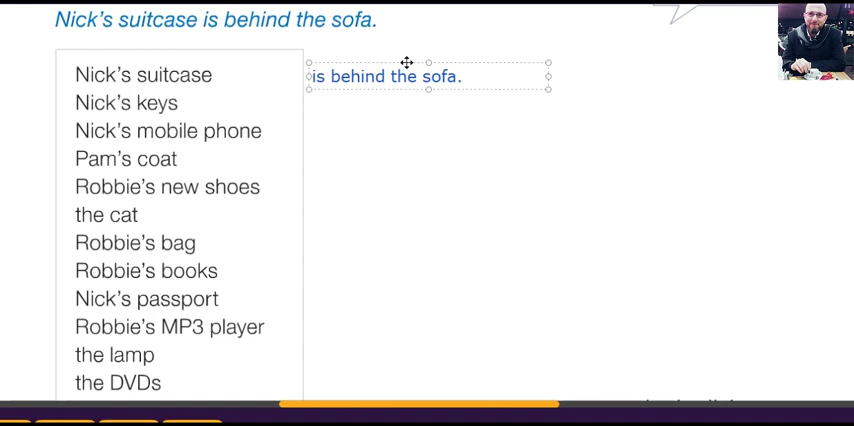 Nick's suitcase is behind the sofa.
Nick's suitcase is behind the sofa.
Nick's keys
Nick's mobile phone
Pam's coat
Robbie's new shoes
the cat
Robbie's bag
Robbie's books
Nick's passport
Robbie's MP3 player
the lamp
the DVDs